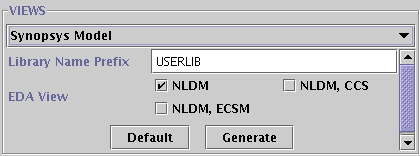 VIEWS
Synopsys Model
Library Name Prefix USERLIB
NLDM NLDM, CCS
EDA View
NLDM, ECSM
Default Generate